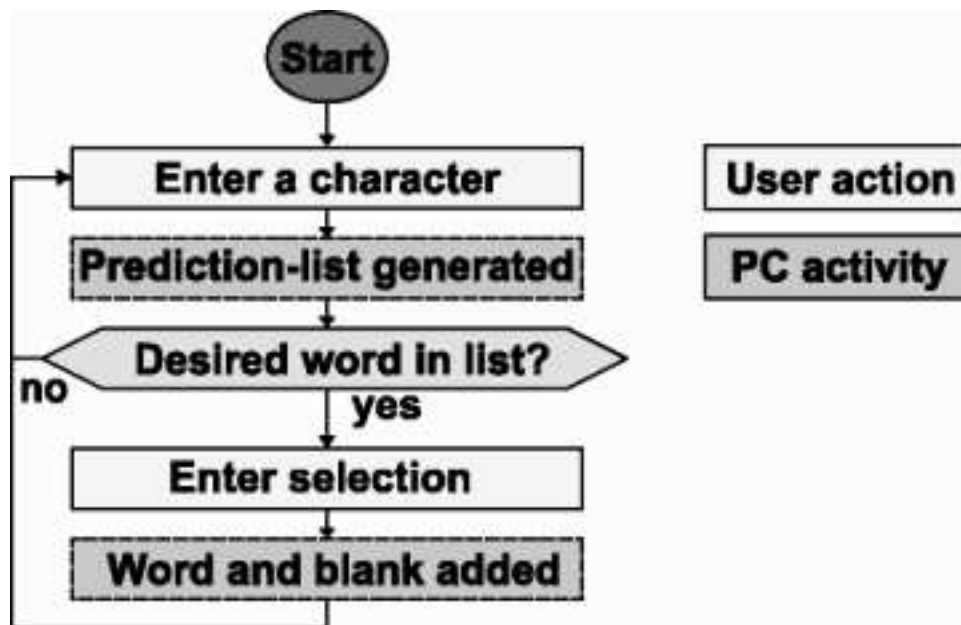 Start
Enter a character
User action
Prediction-list generated
PC activity
Desired word in list?
no
yes
Enter selection
Word and blank added